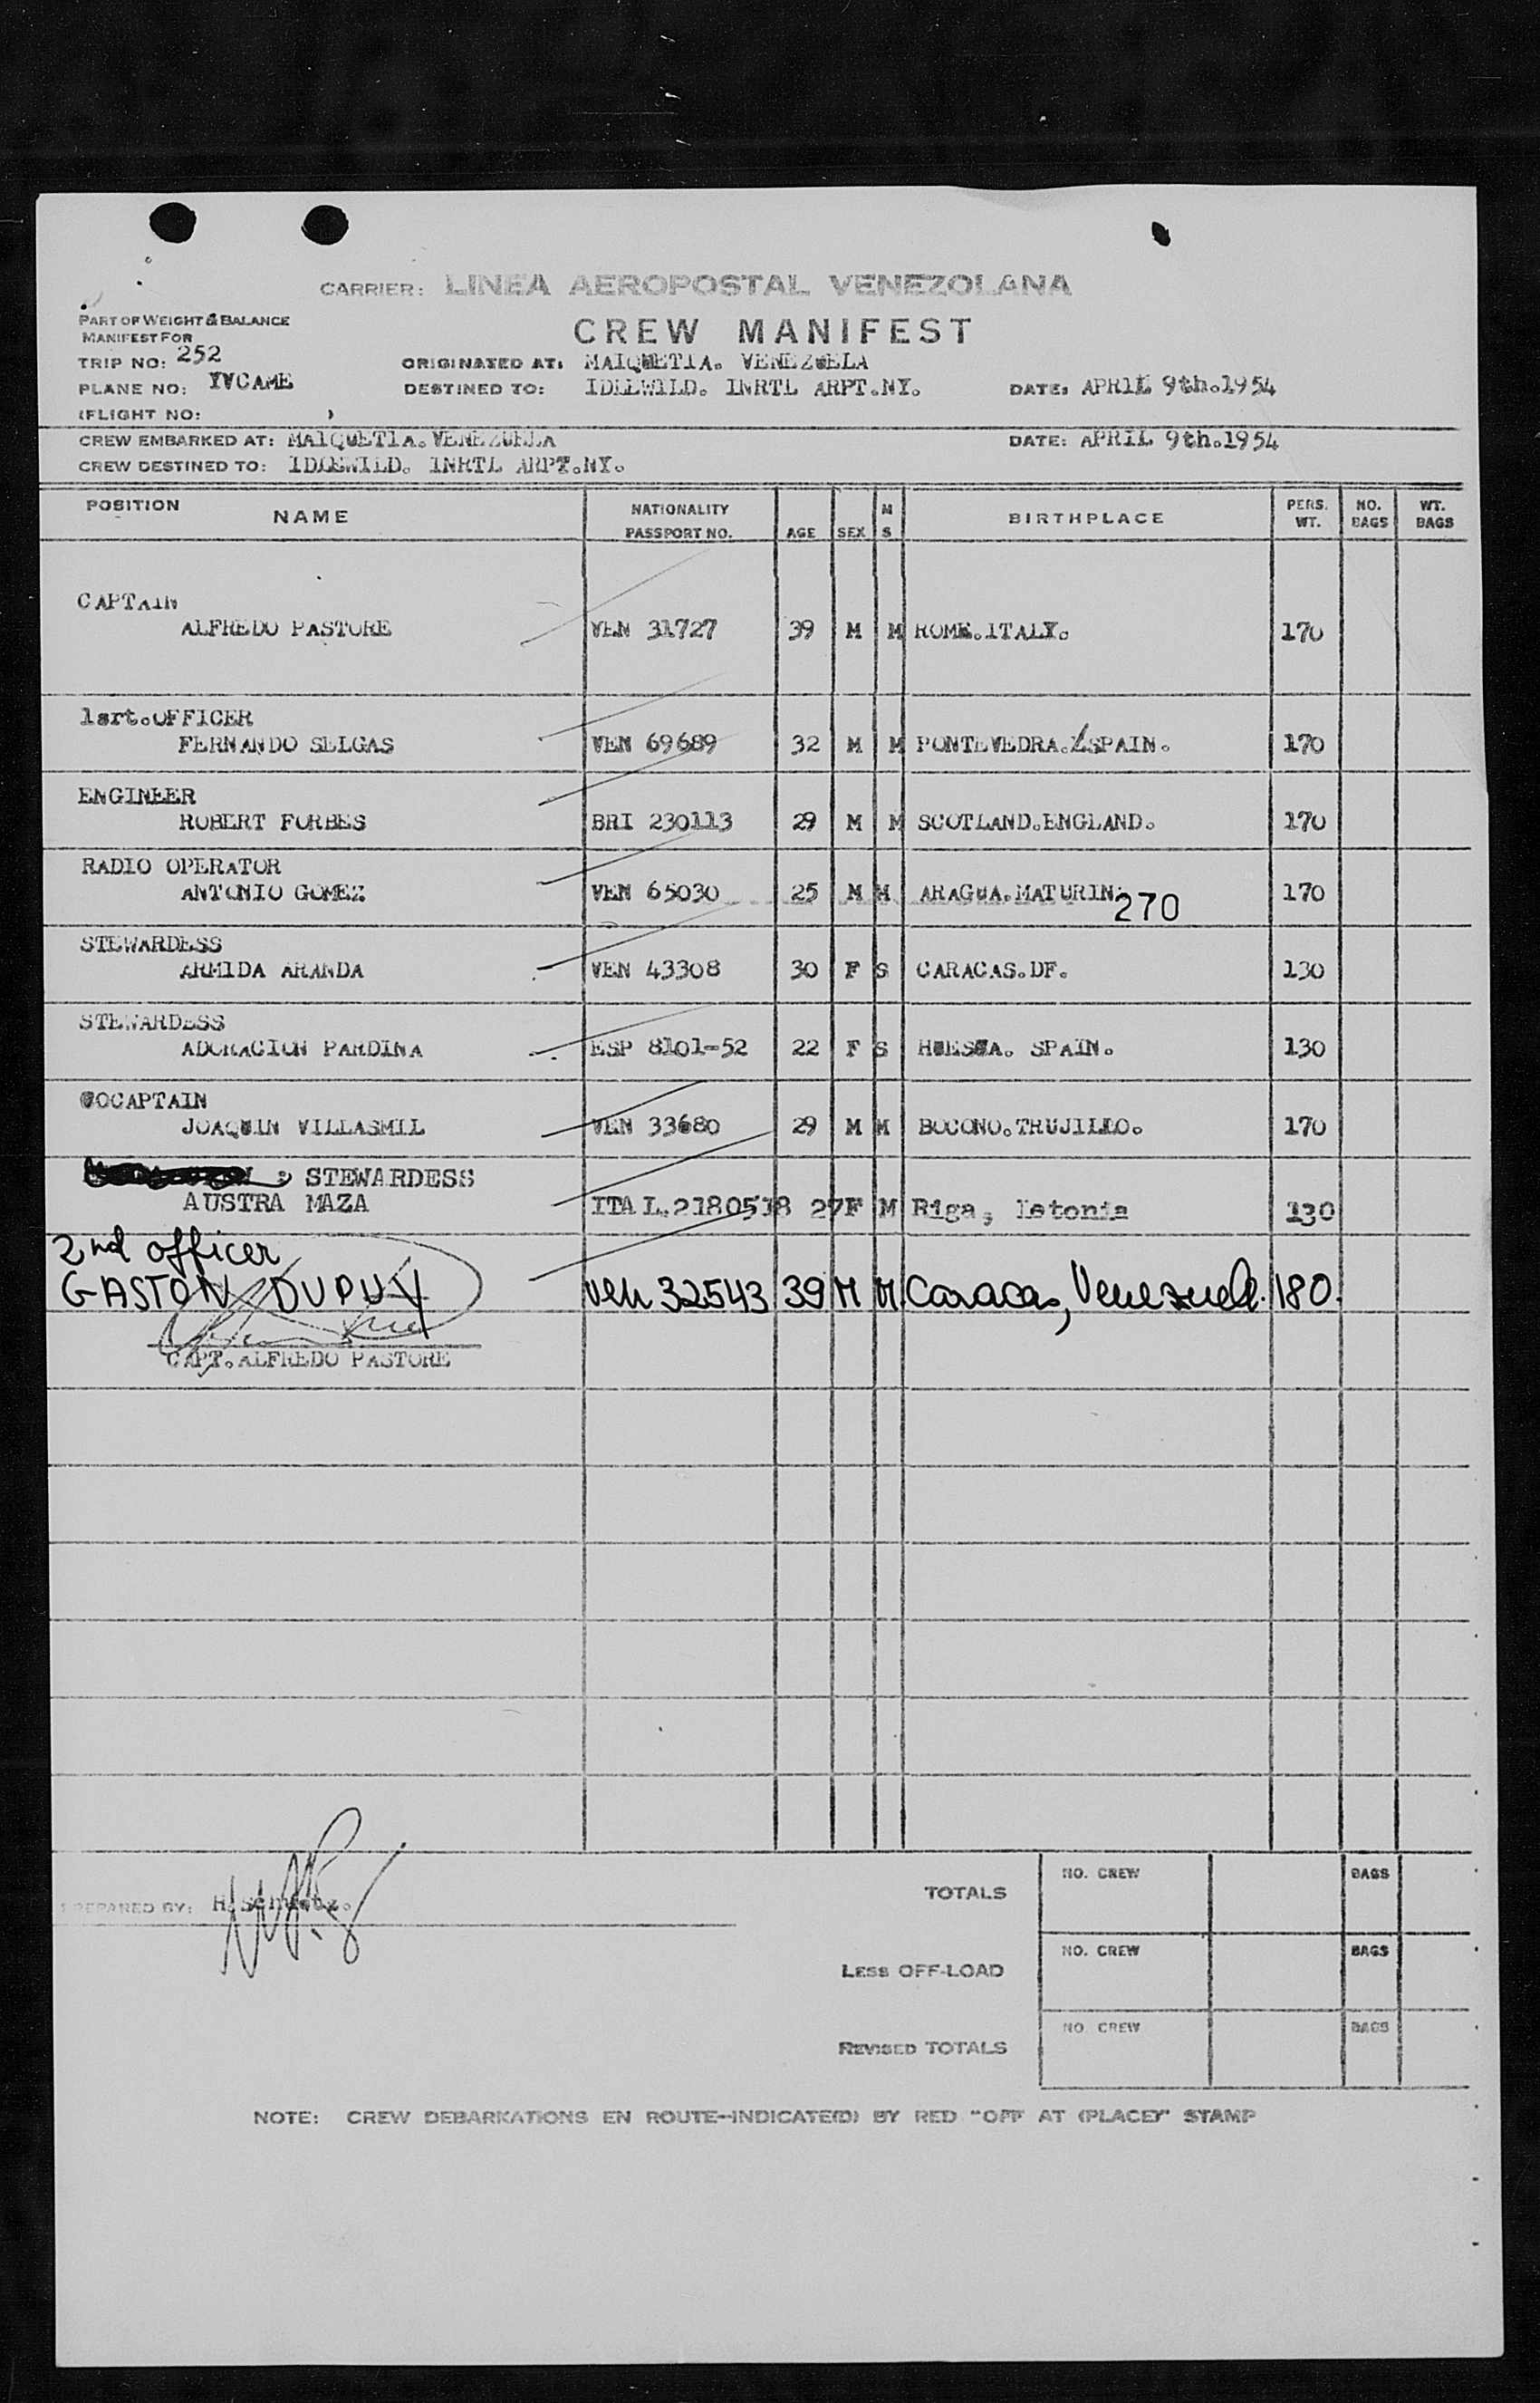 CARRIER: LINEA AEROPOSTAL VENEZOLANA
PART OF WEIGHT & BALANCE
MANIFEST FOR
CREW MANIFEST
TRIP NO: 252 ORIGINATED AT: MAIQUETIA. VENEZUELA
PLANE NO: YVCAME DESTINED TO: IDLEWILD. INRTL ARPT.NY. DATE: APRIL 9th.1954
(FLIGHT NO: )
CREW EMBARKED AT: MAIQUETIA. VENEZUELA DATE: APRIL 9th.1954
CREW DESTINED TO: IDLEWILD. INRTL ARPT.NY.
POSITION NAME NATIONALITY PASSPORT NO. AGE SEX M S BIRTHPLACE PERS. WT. NO. BAGS WT. BAGS
CAPTAIN
ALFREDO PASTORE VEN 31727 39 M M ROME.ITALY. 170
1srt.OFFICER
FERNANDO SELGAS VEN 69689 32 M M PONTEVEDRA. SPAIN. 170
ENGINEER
ROBERT FORBES BRI 230113 29 M M SCOTLAND.ENGLAND. 170
RADIO OPERATOR
ANTONIO GOMEZ VEN 65030 25 M M ARAGUA.MATURIN. 170
270
STEWARDESS
ARMIDA ARANDA VEN 43308 30 F S CARACAS.DF. 130
STEWARDESS
ADORACION PARDINA ESP 8101-52 22 F S HUESCA. SPAIN. 130
COCAPTAIN
JOAQUIN VILLASMIL VEN 33680 29 M M BOCONO.TRUJILLO. 170
: STEWARDESS
AUSTRA MAZA ITAL.2180518 27 F M Riga, Letonia 130
2nd officer
GASTON DUPUY Ven 32543 39 M M. Caracas, Venezuela. 180.
CAPT.ALFREDO PASTORE
TOTALS NO. CREW BAGS
PREPARED BY: H.
LESS OFF-LOAD NO. CREW BAGS
REVISED TOTALS NO. CREW BAGS
NOTE: CREW DEBARKATIONS EN ROUTE-INDICATE(D) BY RED "OFF AT (PLACE)" STAMP